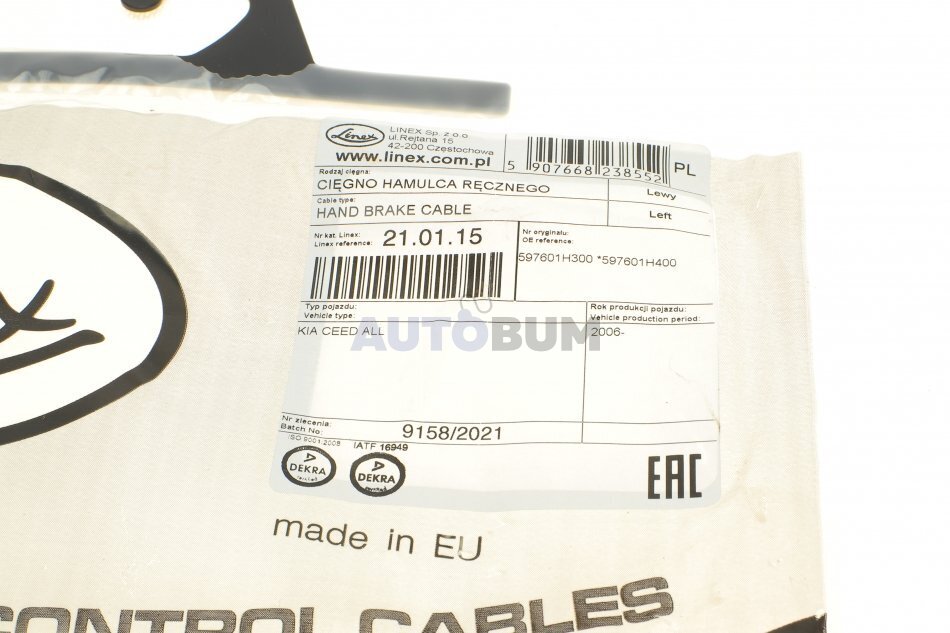 Linex
LINEX Sp. z o.o.
ul. Rejtana 15
42-200 Częstochowa
www.linex.com.pl
5 907668 238552
PL
Rodzaj cięgna:
CIĘGNO HAMULCA RĘCZNEGO
Lewy
Cable type:
HAND BRAKE CABLE
Left
Nr kat. Linex:
Linex reference:
21.01.15
Nr oryginału:
OE reference:
597601H300 *597601H400
Typ pojazdu:
Vehicle type:
KIA CEED ALL
Rok produkcji pojazdu:
Vehicle production period:
2006-
AUTOBUM
Nr zlecenia:
Batch No:
9158/2021
ISO 9001:2008
IATF 16949
DEKRA
certified
DEKRA
certified
EAC
made in EU
CONTROL CABLES